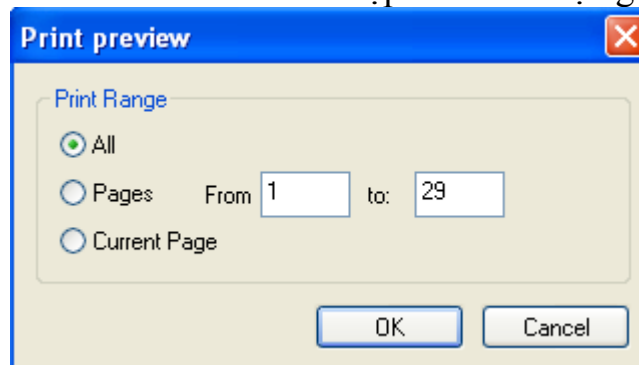 Print preview
Print Range
All
Pages From 1 to: 29
Current Page
OK Cancel